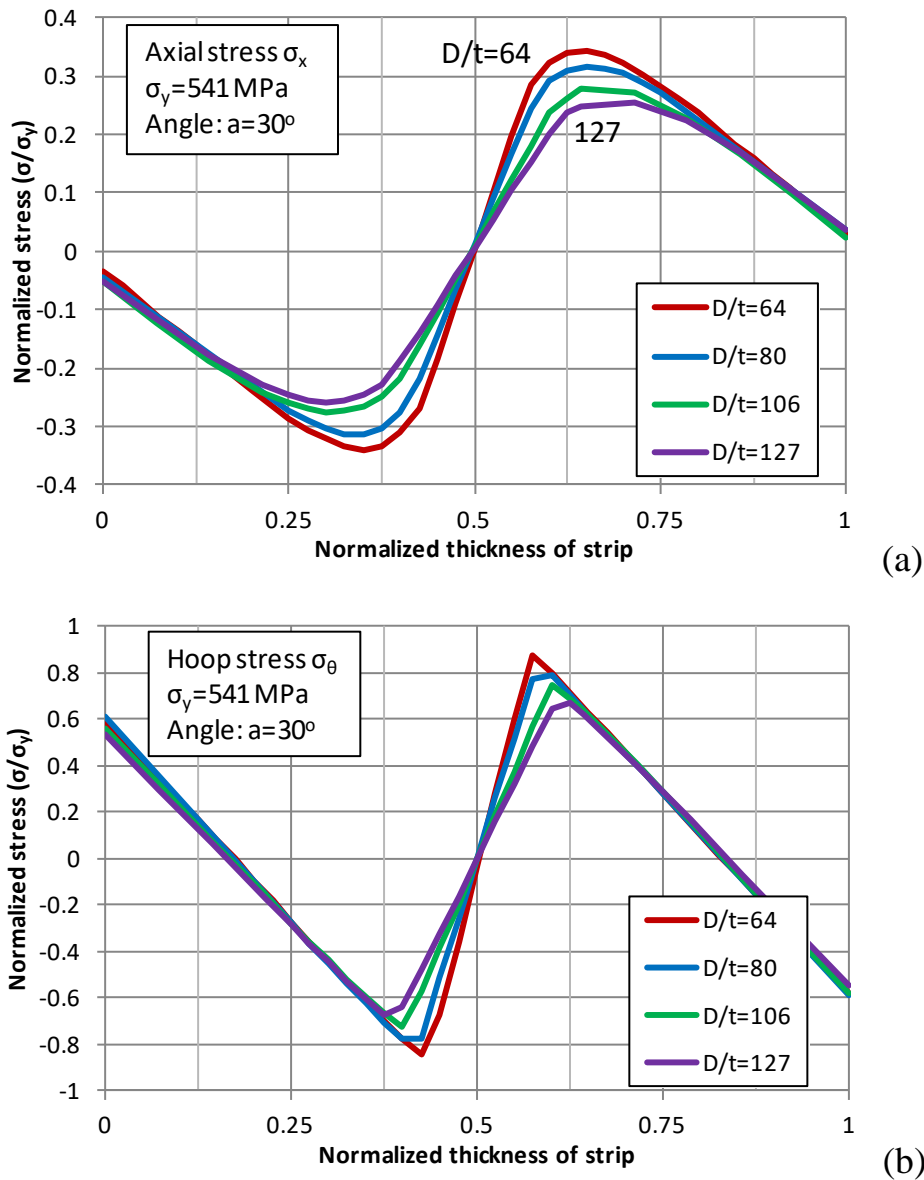 Axial stress σx
σy=541 MPa
Angle: a=30º
D/t=64
127
0.4
0.3
0.2
0.1
0
-0.1
-0.2
-0.3
-0.4
Normalized stress (σ/σy)
D/t=64
D/t=80
D/t=106
D/t=127
0
0.25
0.5
0.75
1
Normalized thickness of strip
(a)
Hoop stress σθ
σy=541 MPa
Angle: a=30º
1
0.8
0.6
0.4
0.2
0
-0.2
-0.4
-0.6
-0.8
-1
Normalized stress (σ/σy)
D/t=64
D/t=80
D/t=106
D/t=127
0
0.25
0.5
0.75
1
Normalized thickness of strip
(b)